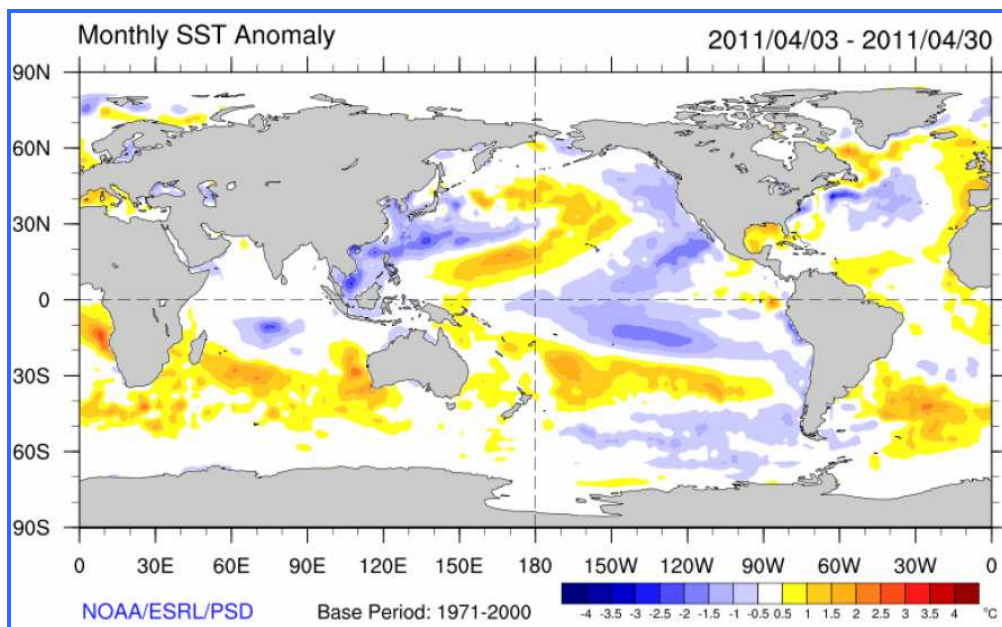 Monthly SST Anomaly 2011/04/03 - 2011/04/30
90N
60N
30N
0
30S
60S
90S
0 30E 60E 90E 120E 150E 180 150W 120W 90W 60W 30W 0
NOAA/ESRL/PSD Base Period: 1971-2000
-4 -3.5 -3 -2.5 -2 -1.5 -1 -0.5 0.5 1 1.5 2 2.5 3 3.5 4 °C